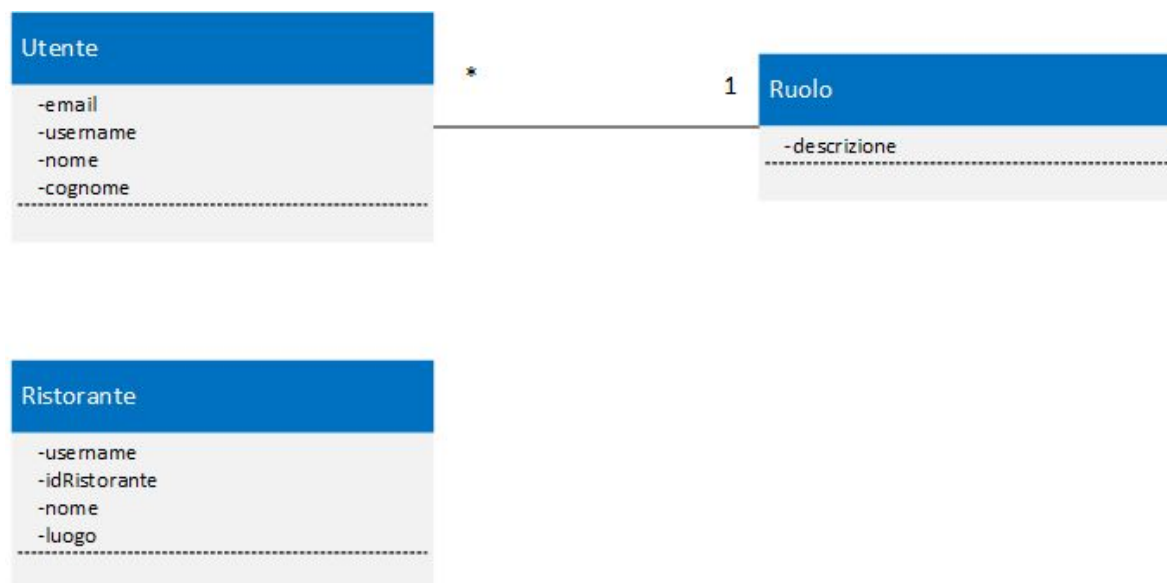 Utente
-email
-username
-nome
-cognome
*
1
Ruolo
-descrizione
Ristorante
-username
-idRistorante
-nome
-luogo